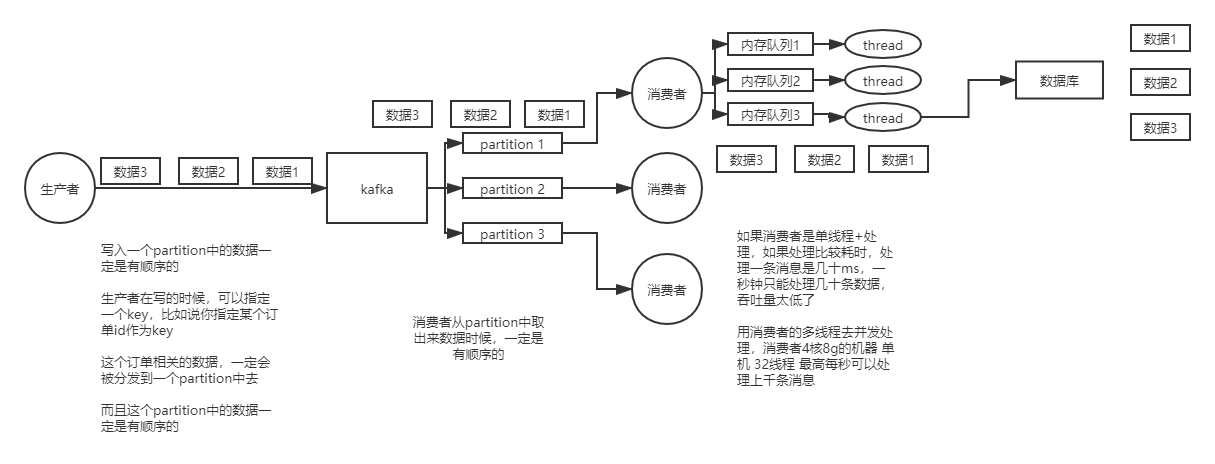 内存队列1
thread
数据1
内存队列2
thread
消费者
数据库
数据2
数据3
数据2
数据1
内存队列3
thread
数据3
partition 1
数据3
数据2
数据1
数据3
数据2
数据1
生产者
kafka
partition 2
消费者
partition 3
消费者
写入一个partition中的数据一
定是有顺序的
生产者在写的时候，可以指定
一个key，比如说你指定某个订
单id作为key
这个订单相关的数据，一定会
被分发到一个partition中去
而且这个partition中的数据一
定是有顺序的
消费者从partition中取
出来数据时候，一定是
有顺序的
如果消费者是单线程+处
理，如果处理比较耗时，处
理一条消息是几十ms，一
秒钟只能处理几十条数据，
吞吐量太低了
用消费者的多线程去并发处
理，消费者4核8g的机器 单
机 32线程 最高每秒可以处
理上千条消息